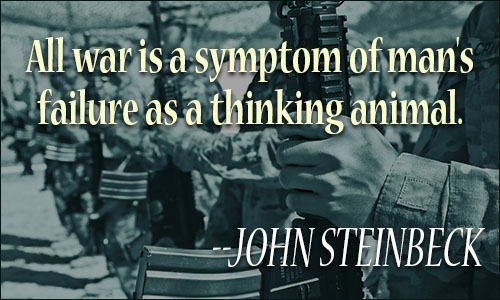 All war is a symptom of man's
failure as a thinking animal.
--JOHN STEINBECK